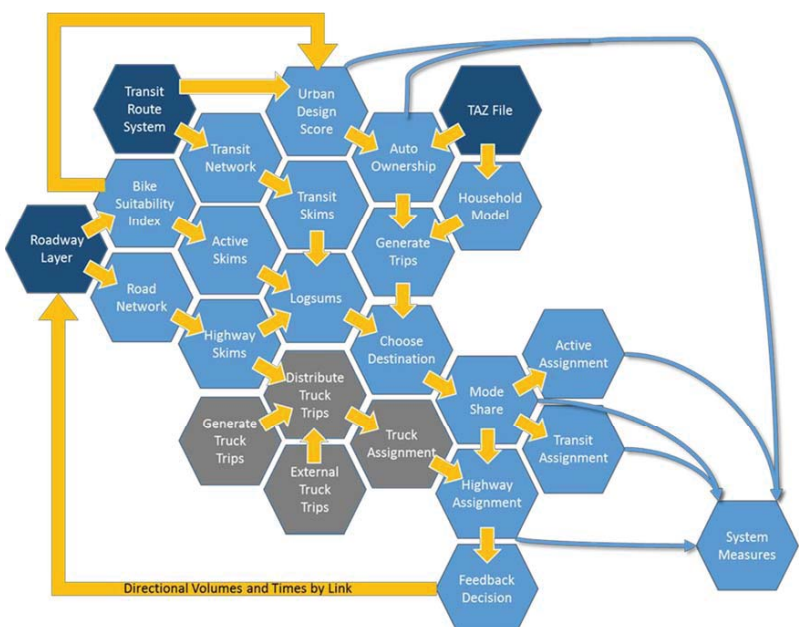 Transit
Route
System
Urban
Design
Score
TAZ File
Transit
Network
Auto
Ownership
Bike
Suitability
Index
Transit
Skims
Household
Model
Roadway
Layer
Active
Skims
Generate
Trips
Road
Network
Logsums
Highway
Skims
Choose
Destination
Active
Assignment
Distribute
Truck
Trips
Mode
Share
Generate
Truck
Trips
Truck
Assignment
Transit
Assignment
External
Truck
Trips
Highway
Assignment
System
Measures
Feedback
Decision
Directional Volumes and Times by Link